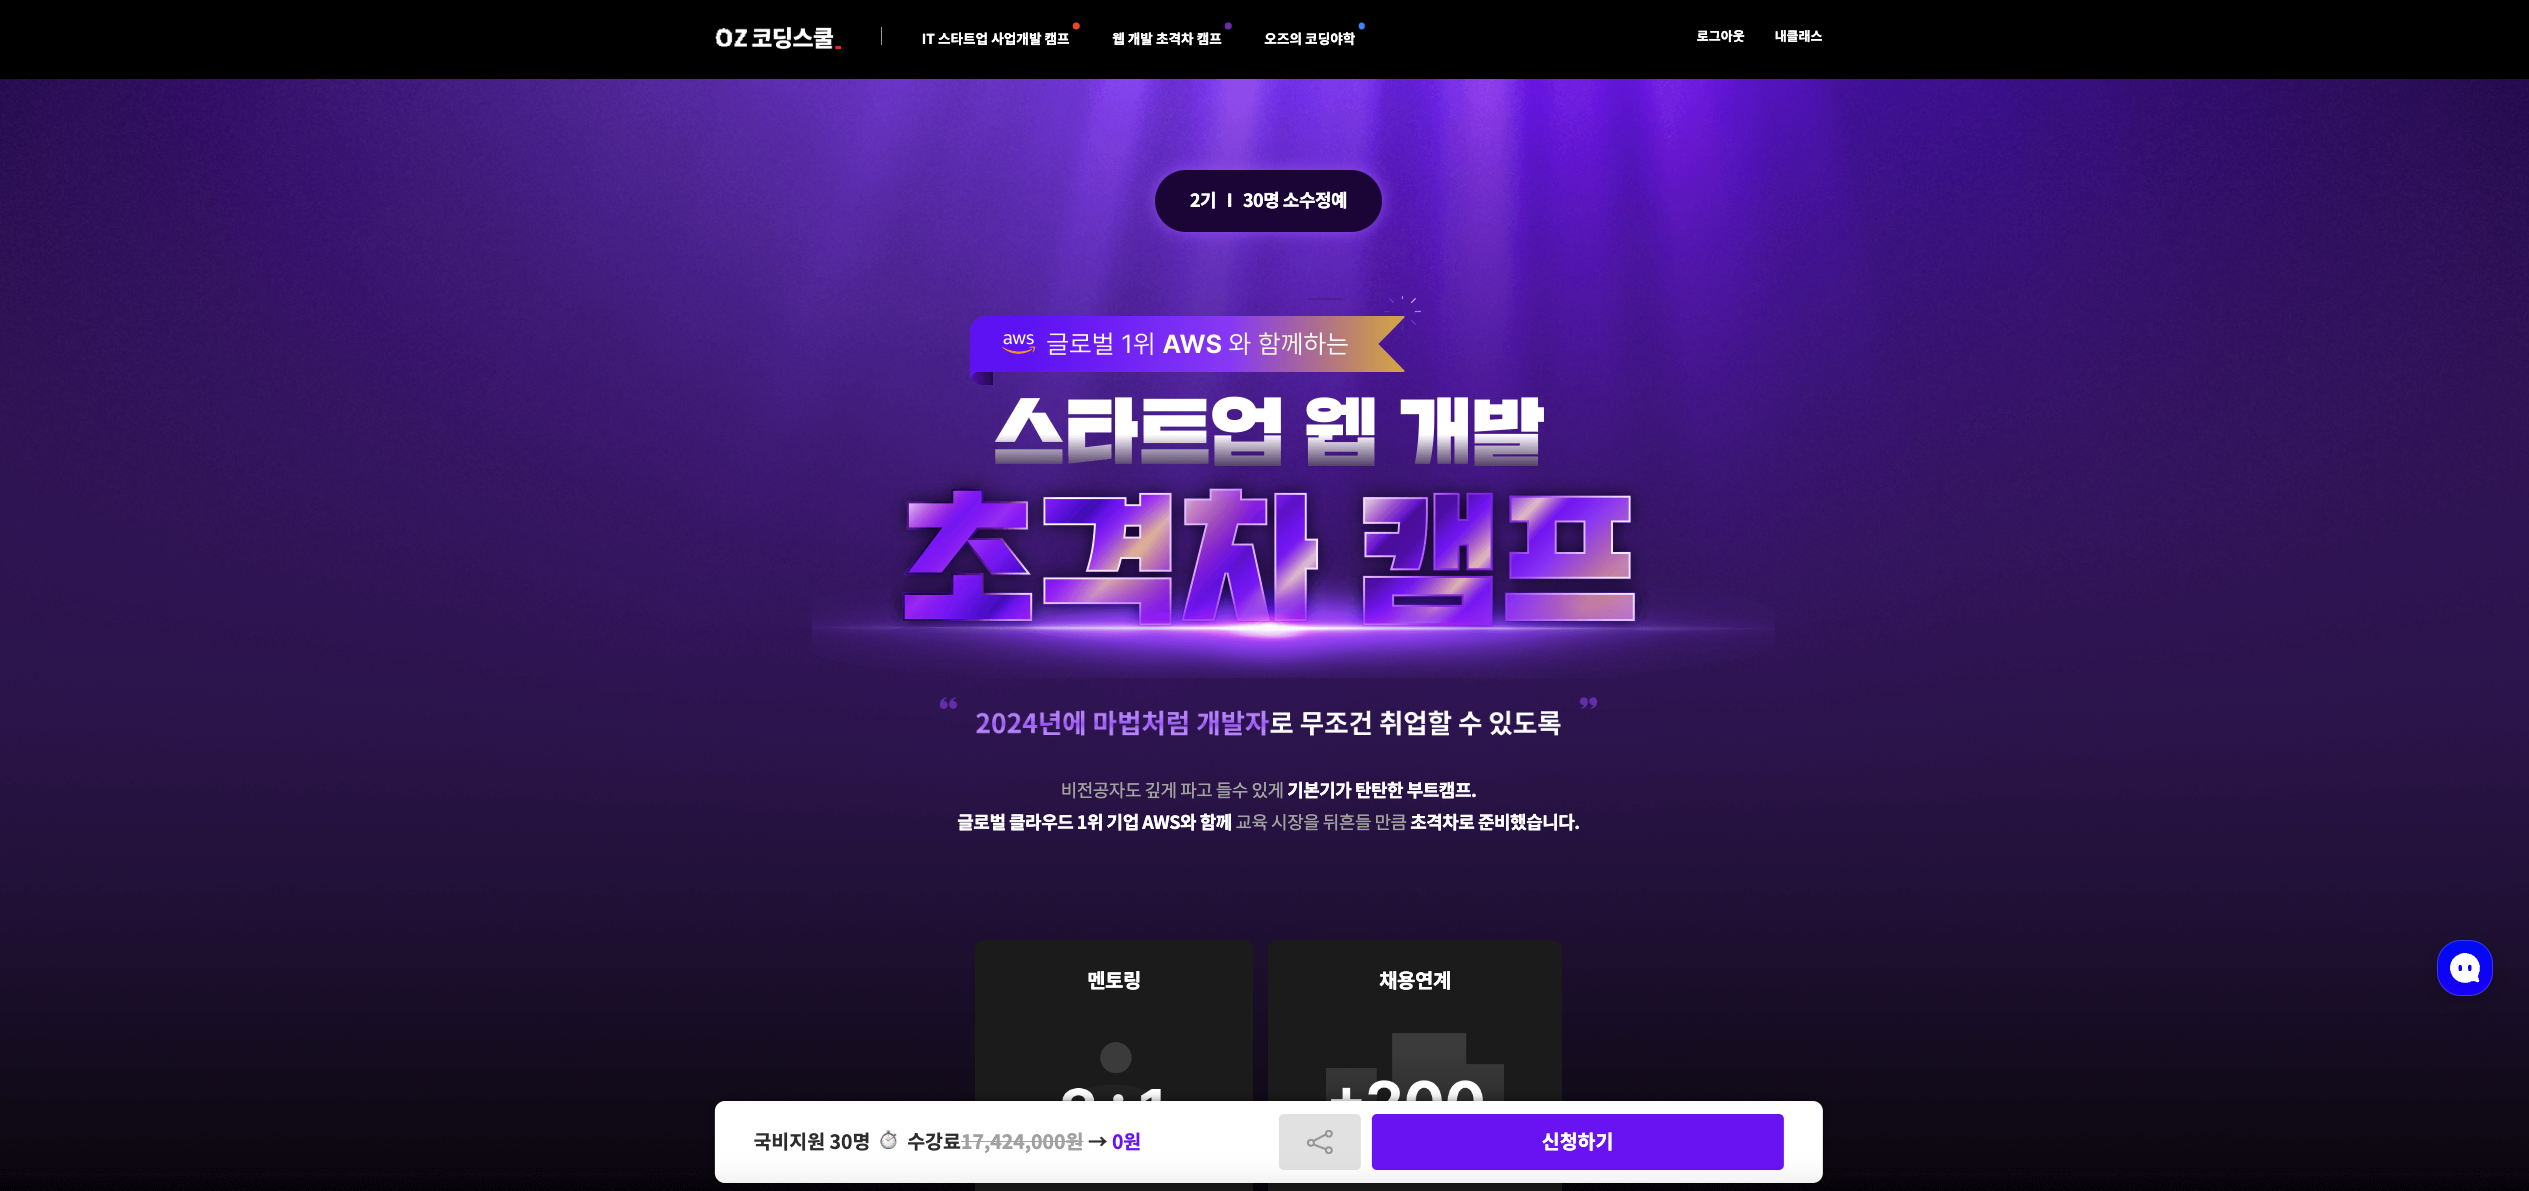 OZ 코딩스쿨_
IT 스타트업 사업개발 캠프
웹 개발 초격차 캠프
오즈의 코딩야학
로그아웃
내클래스
2기 I 30명 소수정예
aws 글로벌 1위 AWS 와 함께하는
스타트업 웹 개발
초격차 캠프
“ 2024년에 마법처럼 개발자로 무조건 취업할 수 있도록 ”
비전공자도 깊게 파고 들수 있게 기본기가 탄탄한 부트캠프.
글로벌 클라우드 1위 기업 AWS와 함께 교육 시장을 뒤흔들 만큼 초격차로 준비했습니다.
멘토링
채용연계
+300
국비지원 30명 수강료17,424,000원 → 0원
신청하기